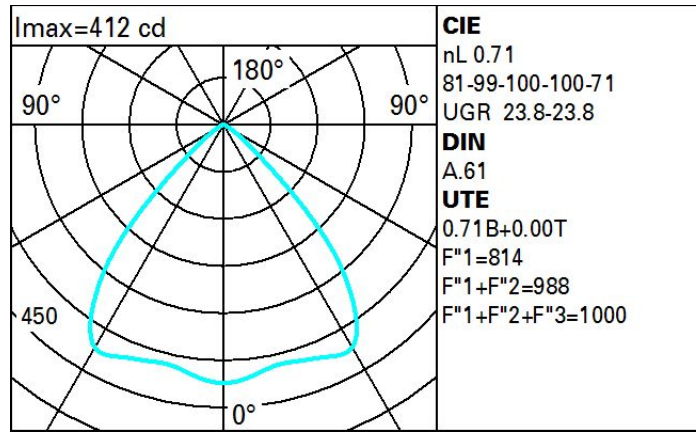 Imax=412 cd
180°
90°
90°
450
0°
CIE
nL 0.71
81-99-100-100-71
UGR 23.8-23.8
DIN
A.61
UTE
0.71B+0.00T
F"1=814
F"1+F"2=988
F"1+F"2+F"3=1000